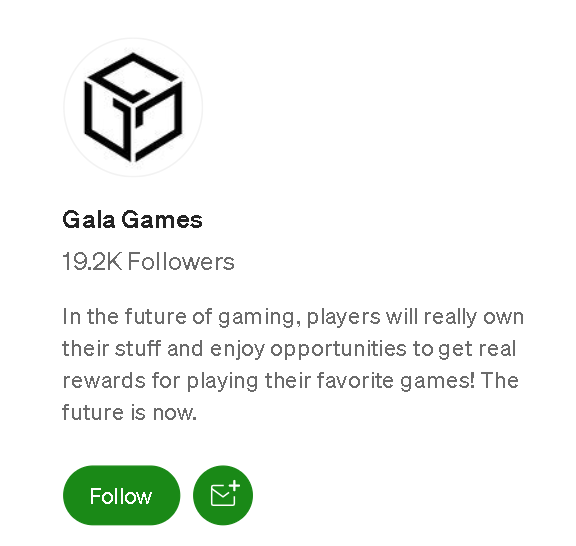 Gala Games
19.2K Followers
In the future of gaming, players will really own
their stuff and enjoy opportunities to get real
rewards for playing their favorite games! The
future is now.
Follow